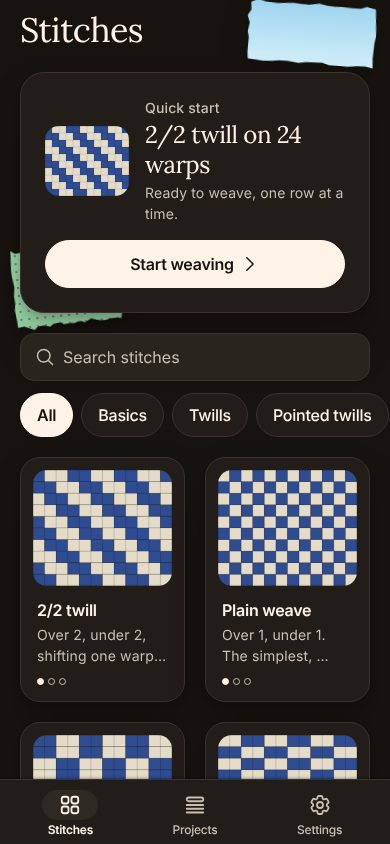 Stitches
Quick start
2/2 twill on 24
warps
Ready to weave, one row at a
time.
Start weaving
Search stitches
All
Basics
Twills
Pointed twills
2/2 twill
Over 2, under 2,
shifting one warp...
Plain weave
Over 1, under 1.
The simplest, ...
Stitches
Projects
Settings